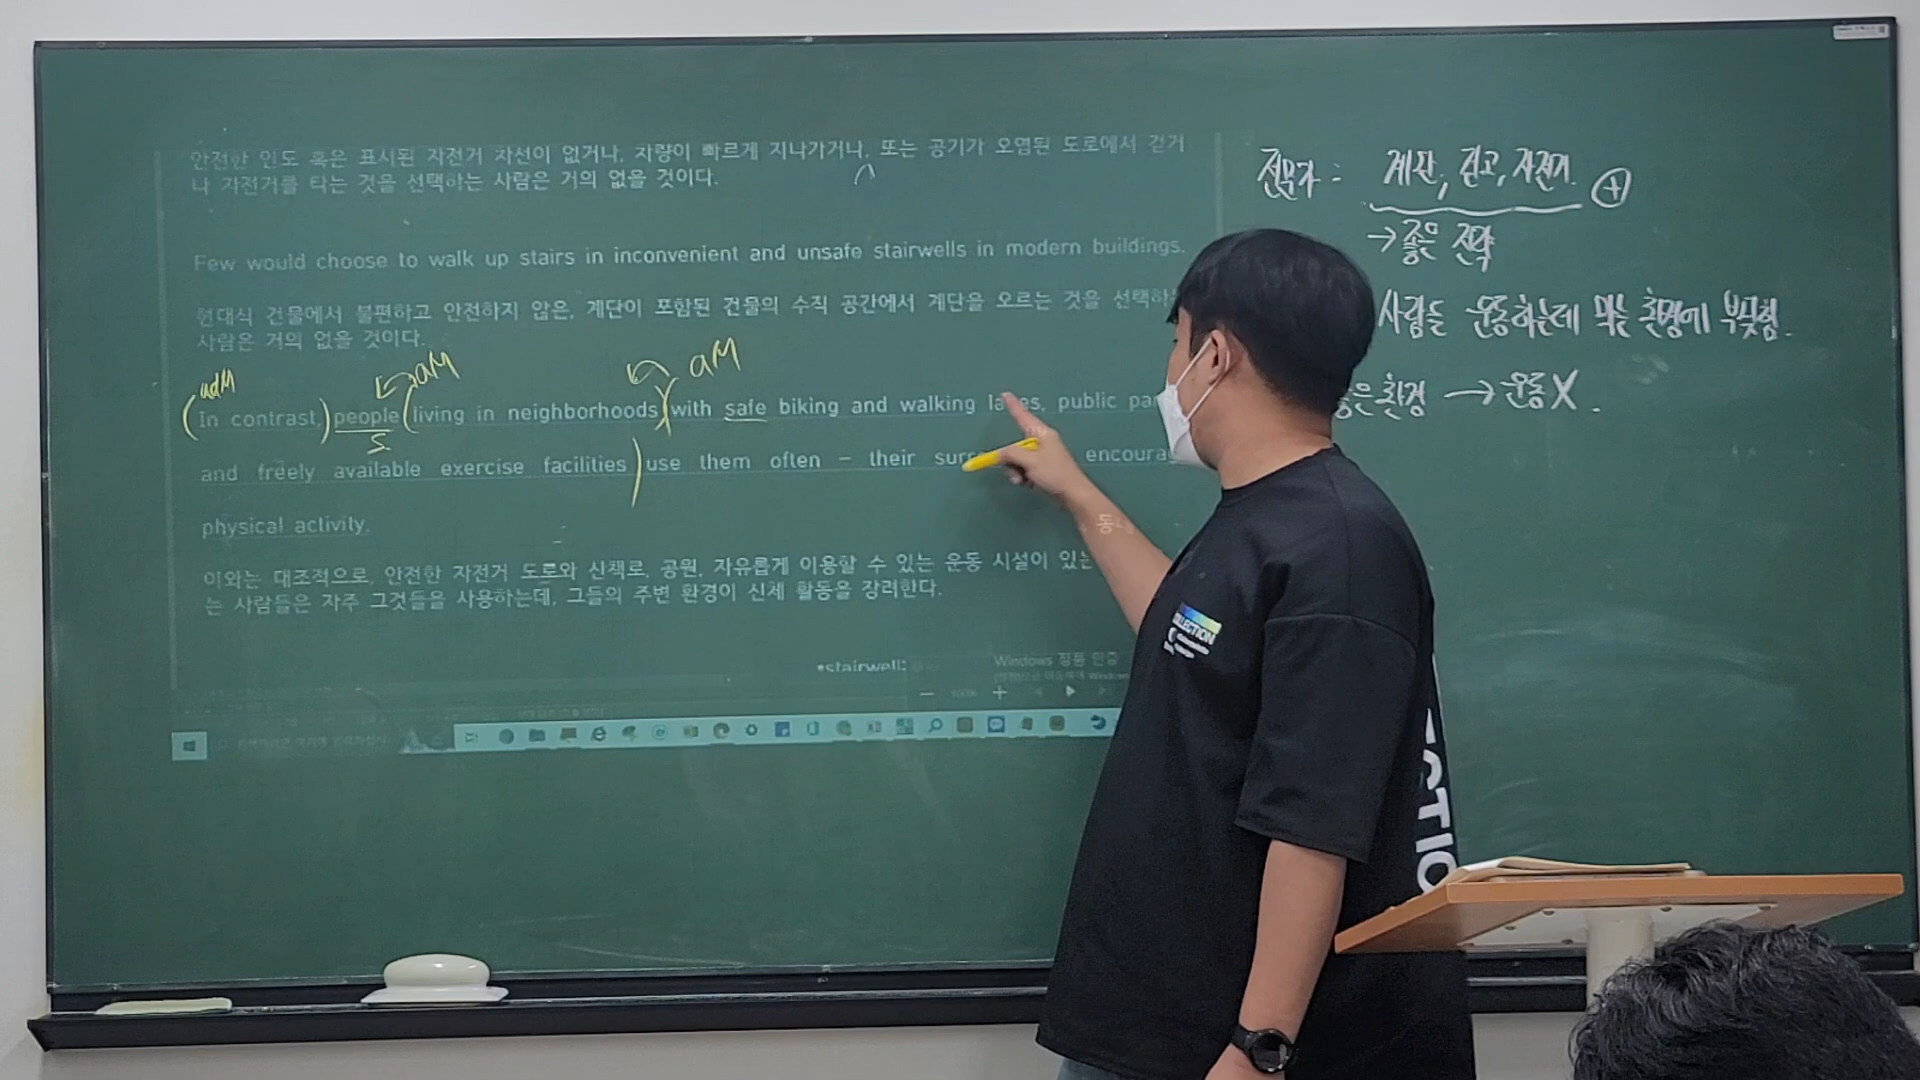 안전한 인도 혹은 표시된 자전거 차선이 없거나, 차량이 빠르게 지나가거나, 또는 공기가 오염된 도로에서 걷거
나 자전거를 타는 것을 선택하는 사람은 거의 없을 것이다.
Few would choose to walk up stairs in inconvenient and unsafe stairwells in modern buildings.
현대식 건물에서 불편하고 안전하지 않은, 계단이 포함된 건물의 수직 공간에서 계단을 오르는 것을 선택하
사람은 거의 없을 것이다.
adM aM aM
(In contrast,) people (living in neighborhoods)(with safe biking and walking, public
S
and freely available exercise facilities) use them often – their
physical activity.
이와는 대조적으로, 안전한 자전거 도로와 산책로, 공원, 자유롭게 이용할 수 있는 운동 시설이 있는
는 사람들은 자주 그것들을 사용하는데, 그들의 주변 환경이 신체 활동을 장려한다.
*stairwell:
Windows 정품 인증
전문가 : 계단, 걷고, 자전거 +
→ 좋은 전략
사람들 운동하는데 환경에 부딪힘.
환경 → 운동X.